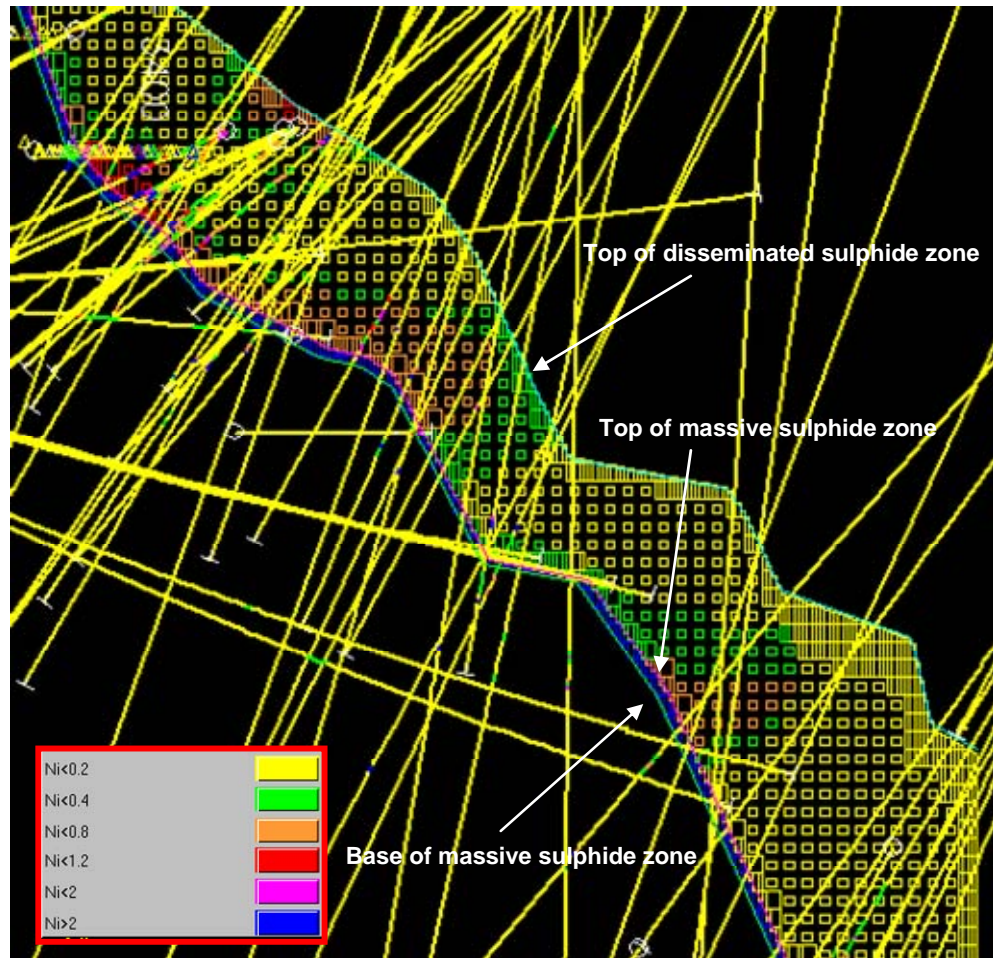 Top of disseminated sulphide zone
Top of massive sulphide zone
Base of massive sulphide zone
Ni<0.2
Ni<0.4
Ni<0.8
Ni<1.2
Ni<2
Ni>2